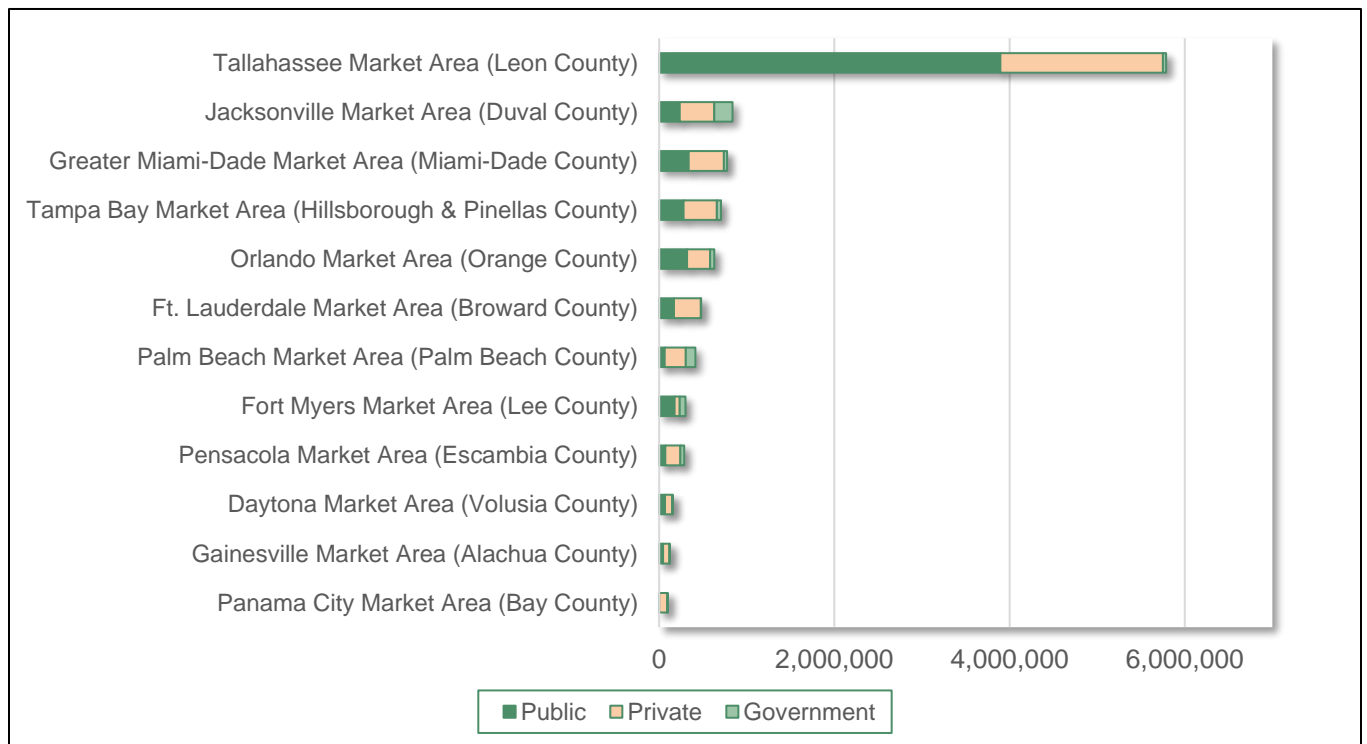 Tallahassee Market Area (Leon County)
Jacksonville Market Area (Duval County)
Greater Miami-Dade Market Area (Miami-Dade County)
Tampa Bay Market Area (Hillsborough & Pinellas County)
Orlando Market Area (Orange County)
Ft. Lauderdale Market Area (Broward County)
Palm Beach Market Area (Palm Beach County)
Fort Myers Market Area (Lee County)
Pensacola Market Area (Escambia County)
Daytona Market Area (Volusia County)
Gainesville Market Area (Alachua County)
Panama City Market Area (Bay County)
0 2,000,000 4,000,000 6,000,000
Public Private Government